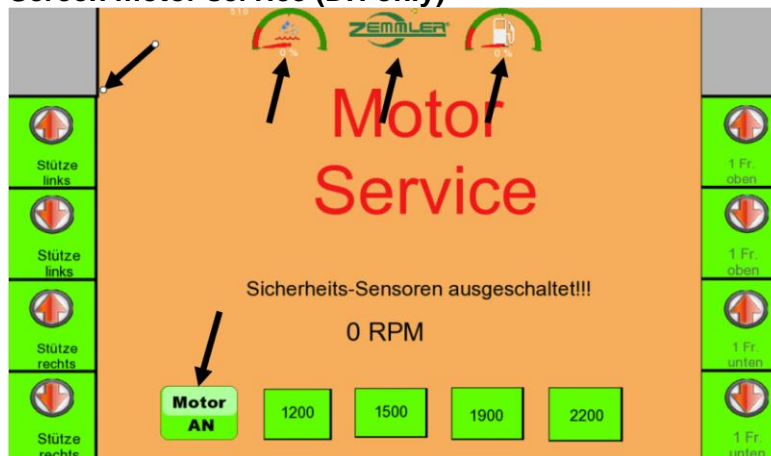 Screen Motor Service only)
ZEMMLER
0 %
0 %
Motor
Service
Stütze
links
Stütze
links
Stütze
rechts
Stütze
rechts
Sicherheits-Sensoren ausgeschaltet!!!
0 RPM
Motor
AN
1200
1500
1900
2200
1 Fr.
oben
1 Fr.
oben
1 Fr.
unten
1 Fr.
unten